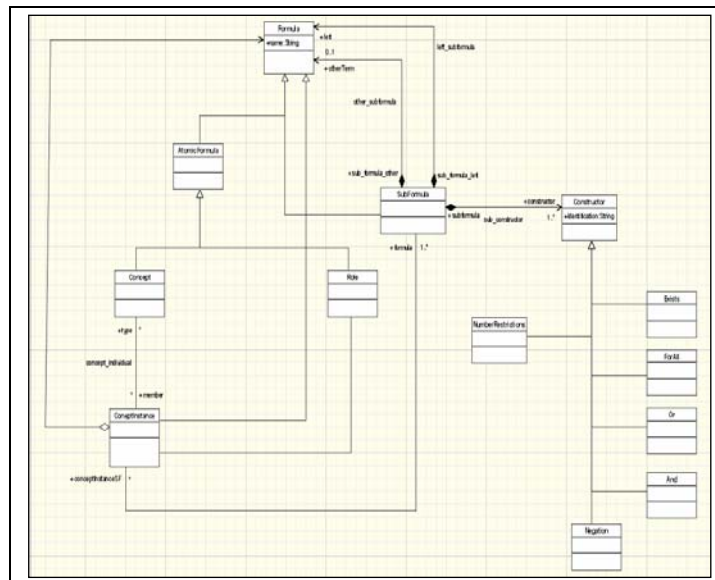 Formula
+name: String
+left
0..1
+otherTerm
left_subformula
other_subformula
AtomicFormula
+sub_formula_other
sub_formula_left
SubFormula
+constructor
Constructor
+subformula
sub_constructor
1..*
+identification: String
+formula
1..*
Concept
Role
Exists
NumberRestrictions
+type
*
ForAll
concept_individual
*
+member
ConceptInstance
Or
+conceptInstanceSF
*
And
Negation